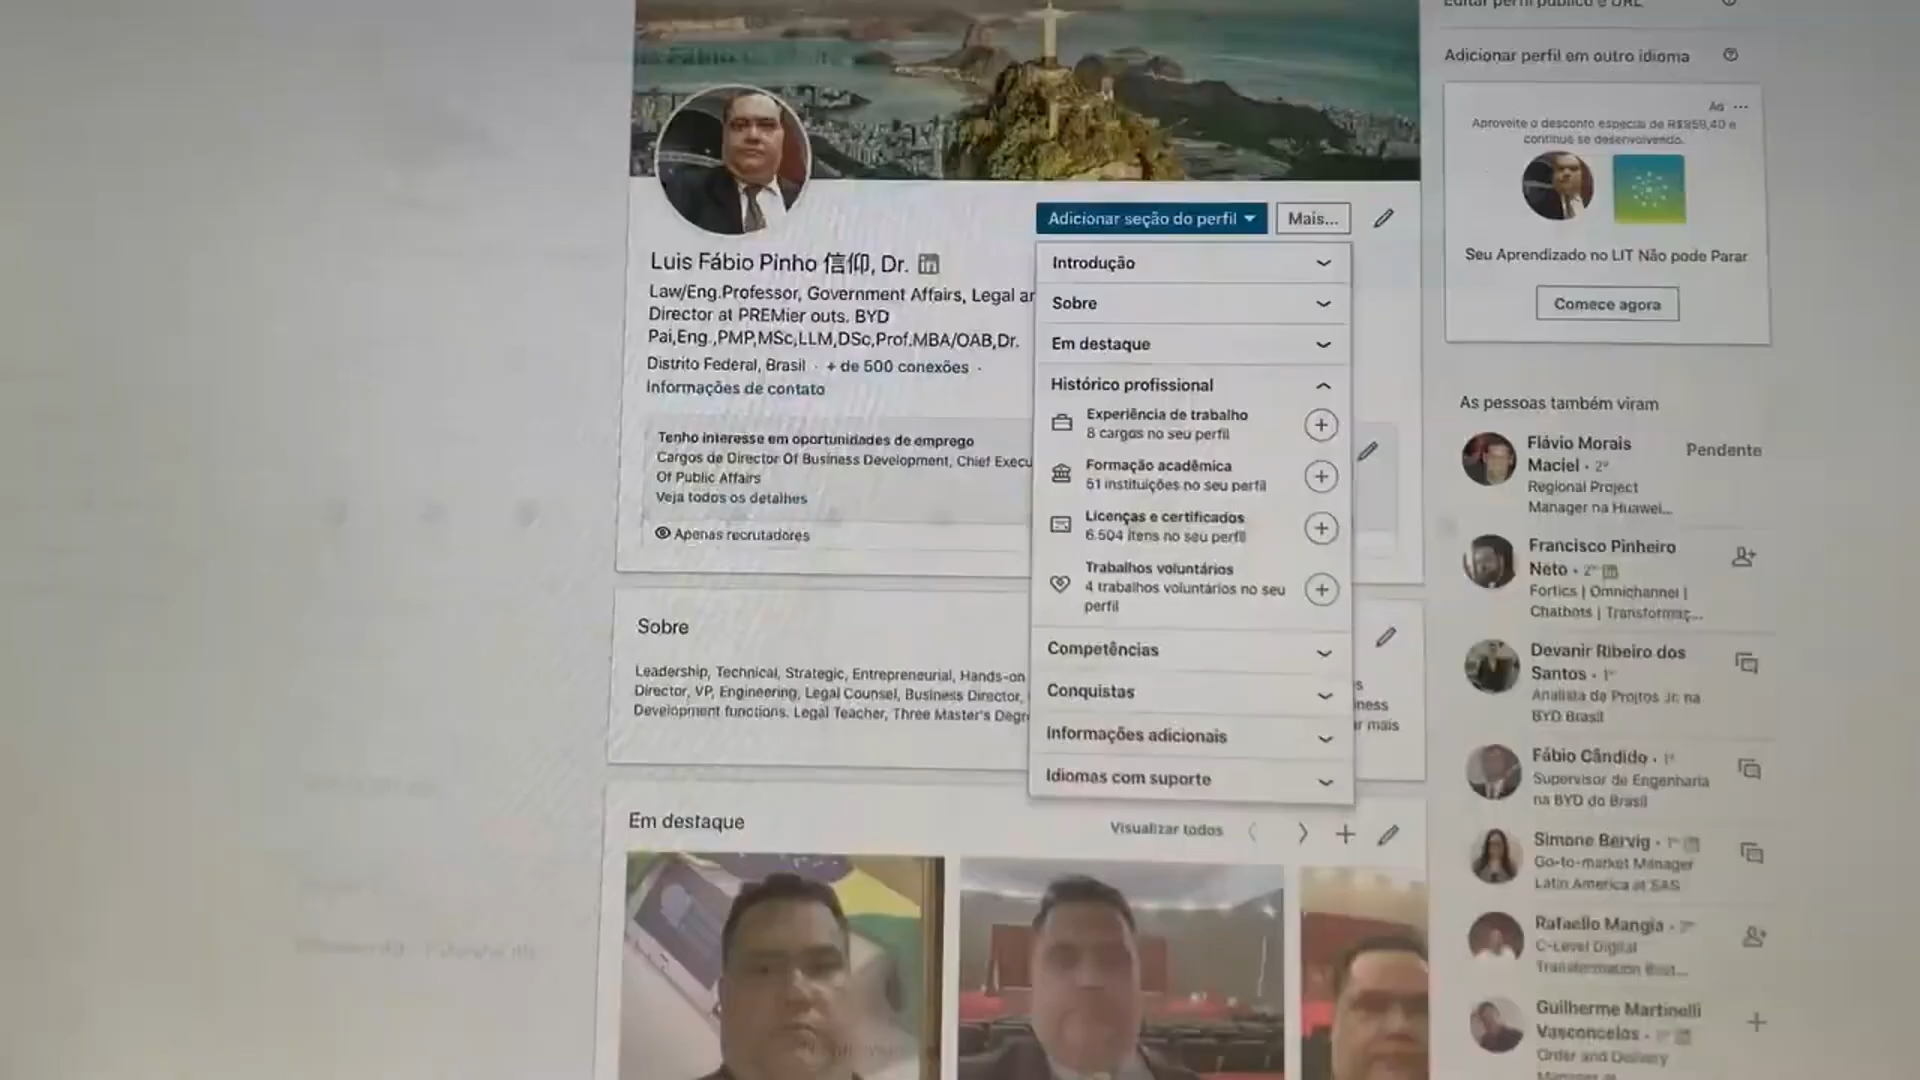 Adicionar perfil em outro idioma
Ad ...
Aproveite o desconto especial de R$959,40 e
continue se desenvolvendo.
Seu Aprendizado no LIT Não pode Parar
Comece agora
Adicionar seção do perfil
Mais...
Luis Fábio Pinho 信仰, Dr. in
Law/Eng.Professor, Government Affairs, Legal
Director at PREMier outs. BYD
Pai,Eng.,PMP,MSc,LLM,DSc,Prof.MBA/OAB,Dr.
Distrito Federal, Brasil · + de 500 conexões ·
Informações de contato
Tenho interesse em oportunidades de emprego
Cargos de Director Of Business Development, Chief
Of Public Affairs
Veja todos os detalhes
Apenas recrutadores
Introdução
Sobre
Em destaque
Histórico profissional
Experiência de trabalho
8 cargos no seu perfil
Formação acadêmica
51 instituições no seu perfil
Licenças e certificados
6.504 itens no seu perfil
Trabalhos voluntários
4 trabalhos voluntários no seu
perfil
Competências
Conquistas
Informações adicionais
Idiomas com suporte
Sobre
Leadership, Technical, Strategic, Entrepreneurial, Hands-on
Director, VP, Engineering, Legal Counsel, Business Director,
Development functions. Legal Teacher, Three Master's
mais
Em destaque
Visualizar todos
As pessoas também viram
Flávio Morais
Maciel · 2º
Pendente
Regional Project
Manager na Huawei...
Francisco Pinheiro
Neto · 2º in
Fortics | Omnichannel |
Chatbots | Transformaç...
Devanir Ribeiro dos
Santos · 1º
Analista de Projtos Jr. na
BYD Brasil
Fábio Cândido · 1º
Supervisor de Engenharia
na BYD do Brasil
Simone Bervig · 1º in
Go-to-market Manager
Latin America at SAS
Rafaello Mangia · 2º
C-Level Digital
Transformation
Guilherme Martinelli
Vasconcelos
Order and Delivery